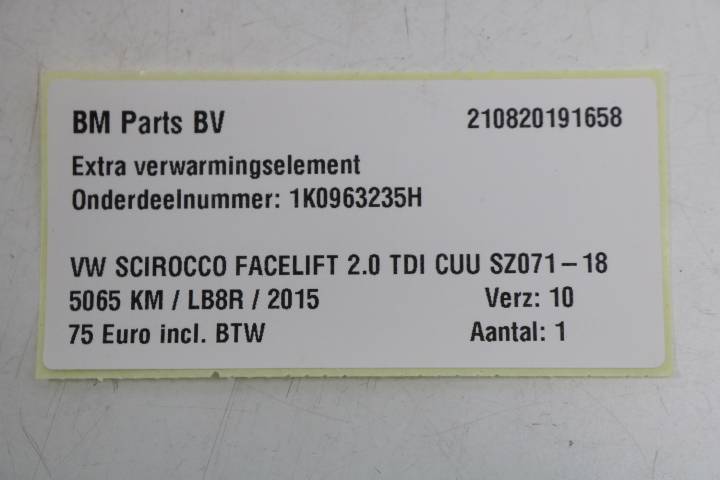 BM Parts BV 210820191658
Extra verwarmingselement
Onderdeelnummer: 1K0963235H
VW SCIROCCO FACELIFT 2.0 TDI CUU SZ071-18
5065 KM / LB8R / 2015 Verz: 10
75 Euro incl. BTW Aantal: 1